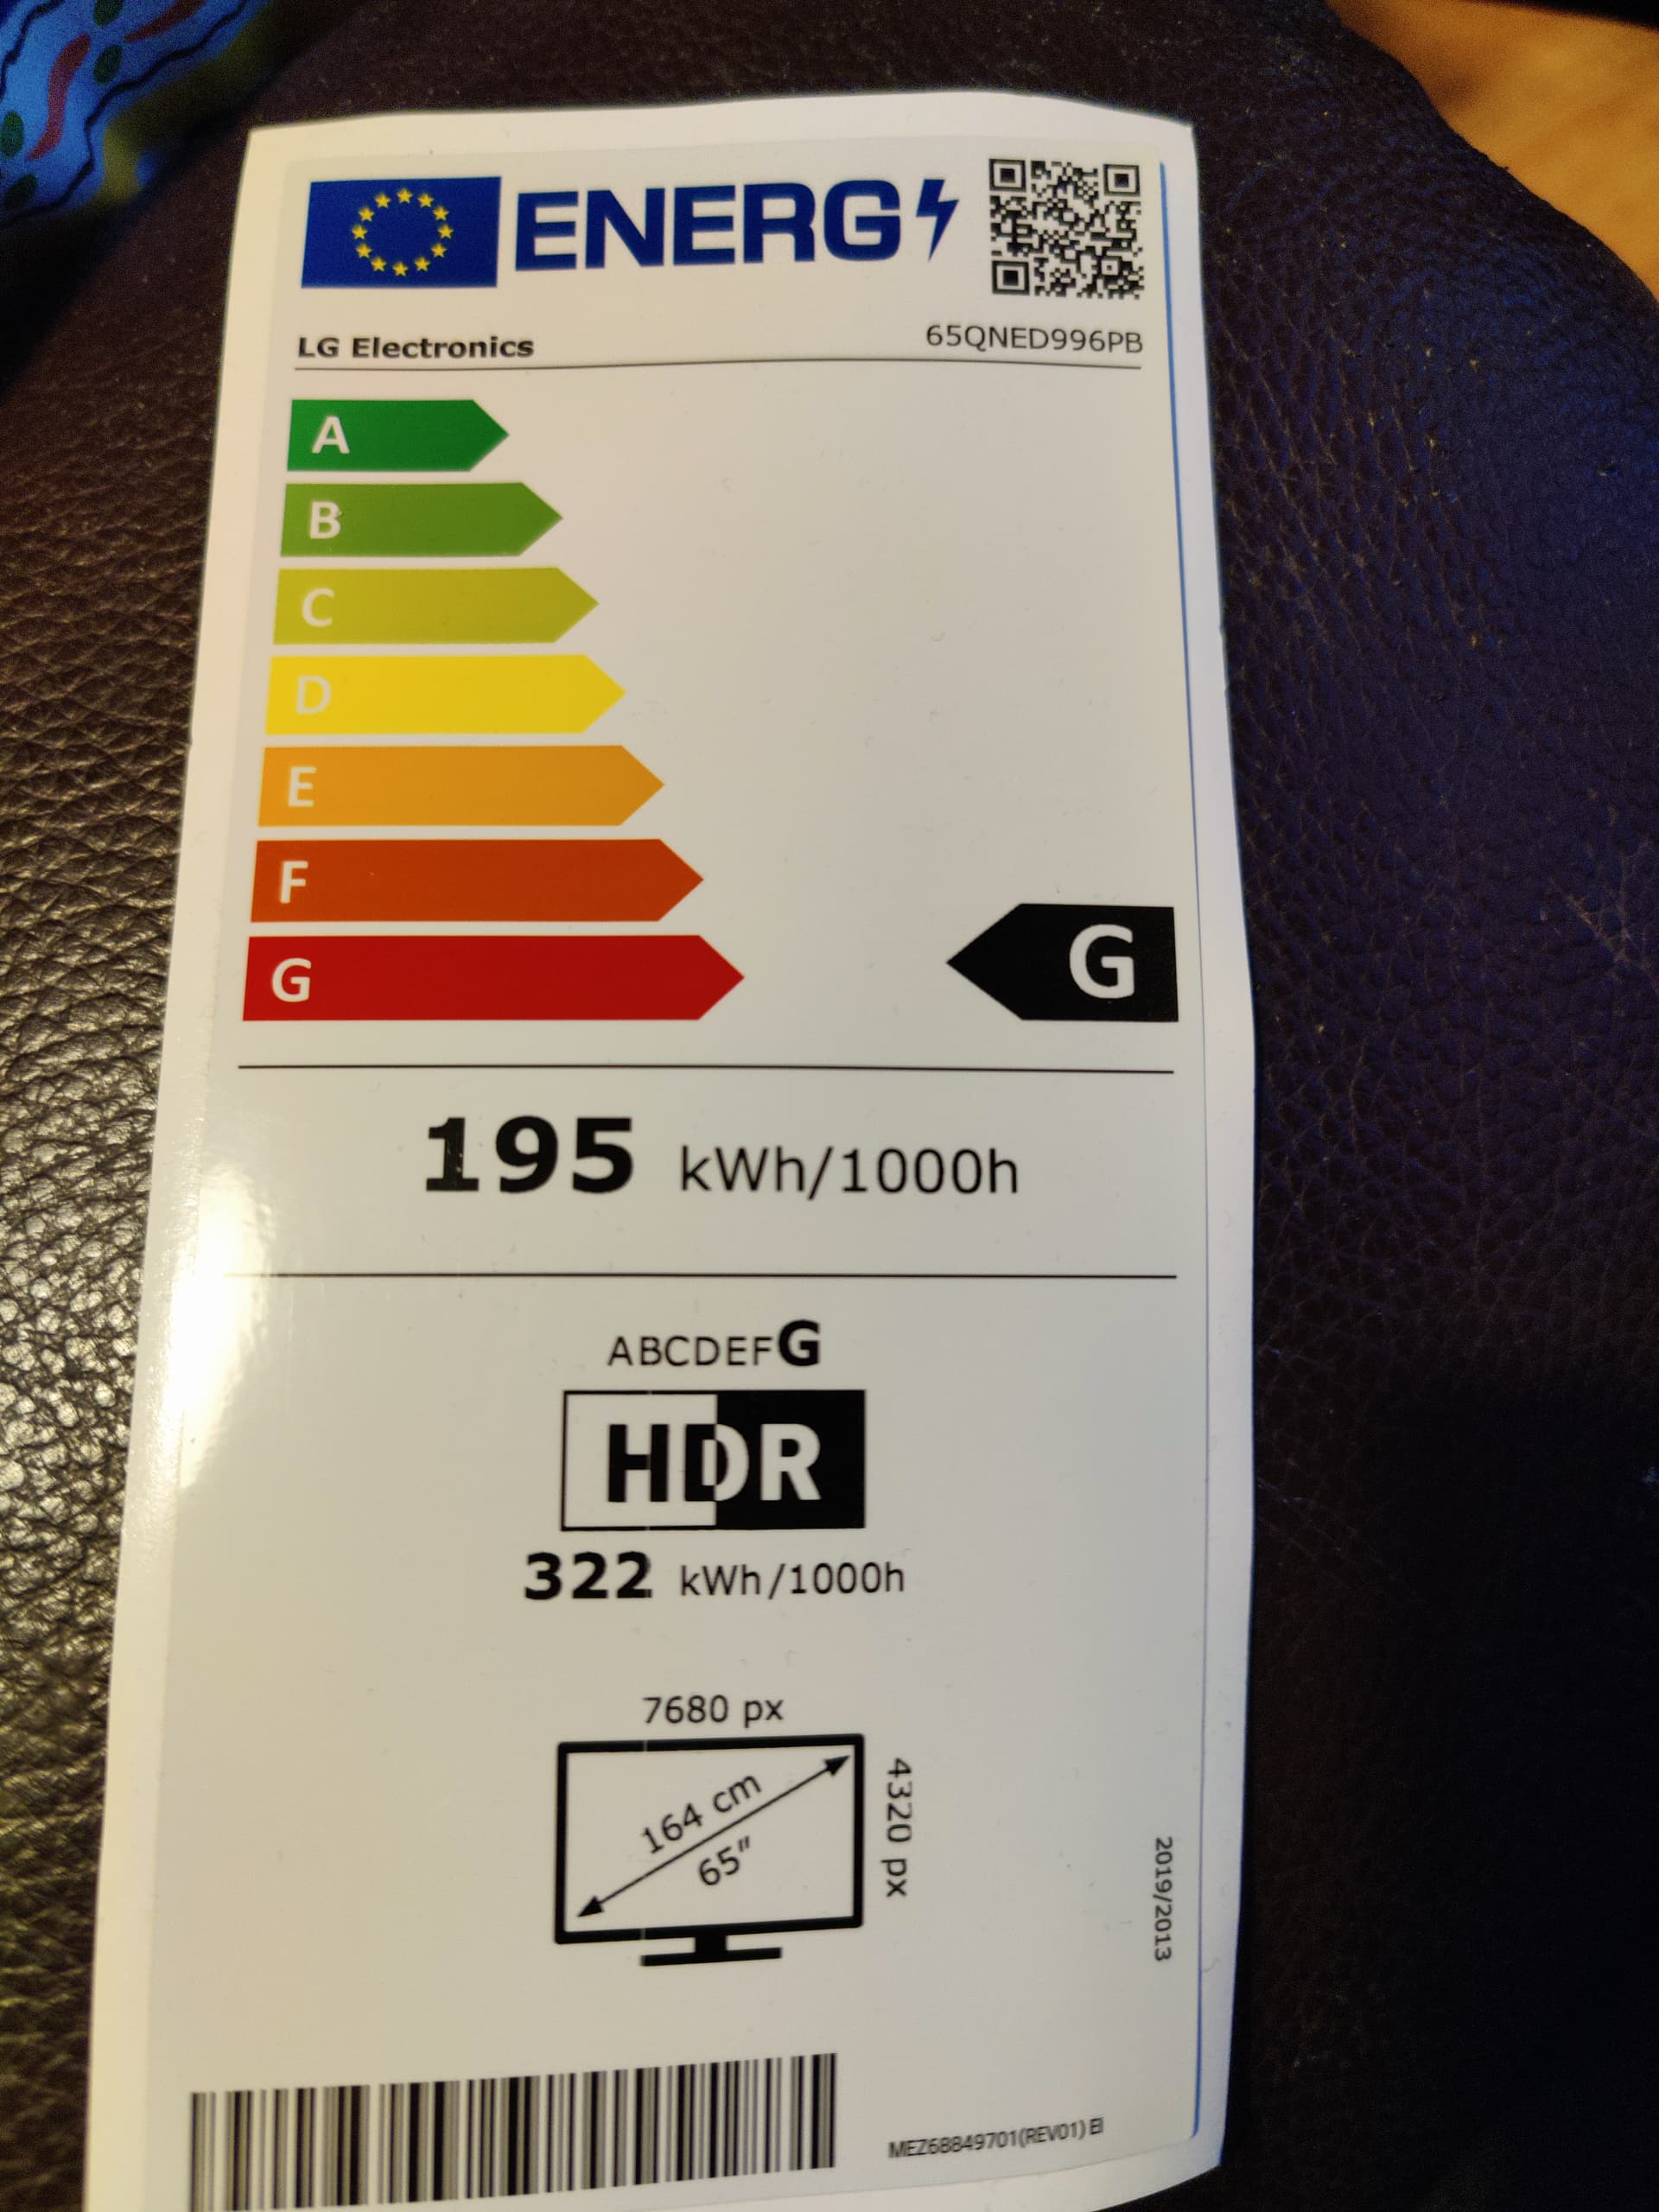 ENERG
LG Electronics
65QNED996PB
A
B
C
D
E
F
G
G
195 kWh/1000h
ABCDEFG
HDR
322 kWh/1000h
7680 px
164 cm
65"
4320 px
2019/2013
MEZ68849701(REV01) EI